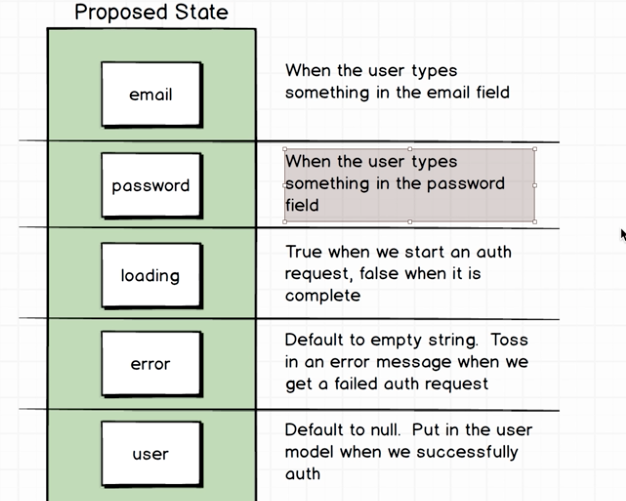 Proposed State
email
When the user types
something in the email field
password
When the user types
something in the password
field
loading
True when we start an auth
request, false when it is
complete
error
Default to empty string. Toss
in an error message when we
get a failed auth request
user
Default to null. Put in the user
model when we successfully
auth